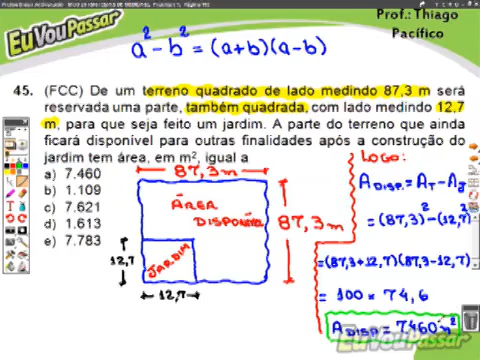 EuVouPassar
Prof.: Thiago
Pacífico
a² - b² = (a+b)(a-b)
45. (FCC) De um terreno quadrado de lado medindo 87,3 m será
reservada uma parte, também quadrada, com lado medindo 12,7
m, para que seja feito um jardim. A parte do terreno que ainda
ficará disponível para outras finalidades após a construção do
jardim tem área, em m², igual a
a) 7.460
b) 1.109
c) 7.621
d) 1.613
e) 7.783
87,3m
ÁREA
DISPONÍVEL
87,3m
JARDIM
12,7
12,7
LOGO:
A DISP. = A_T - A_J
= (87,3)² - (12,7)²
= (87,3+12,7)(87,3-12,7)
= 100 × 74,6
A DISP = 7460 m²
EuVouPassar